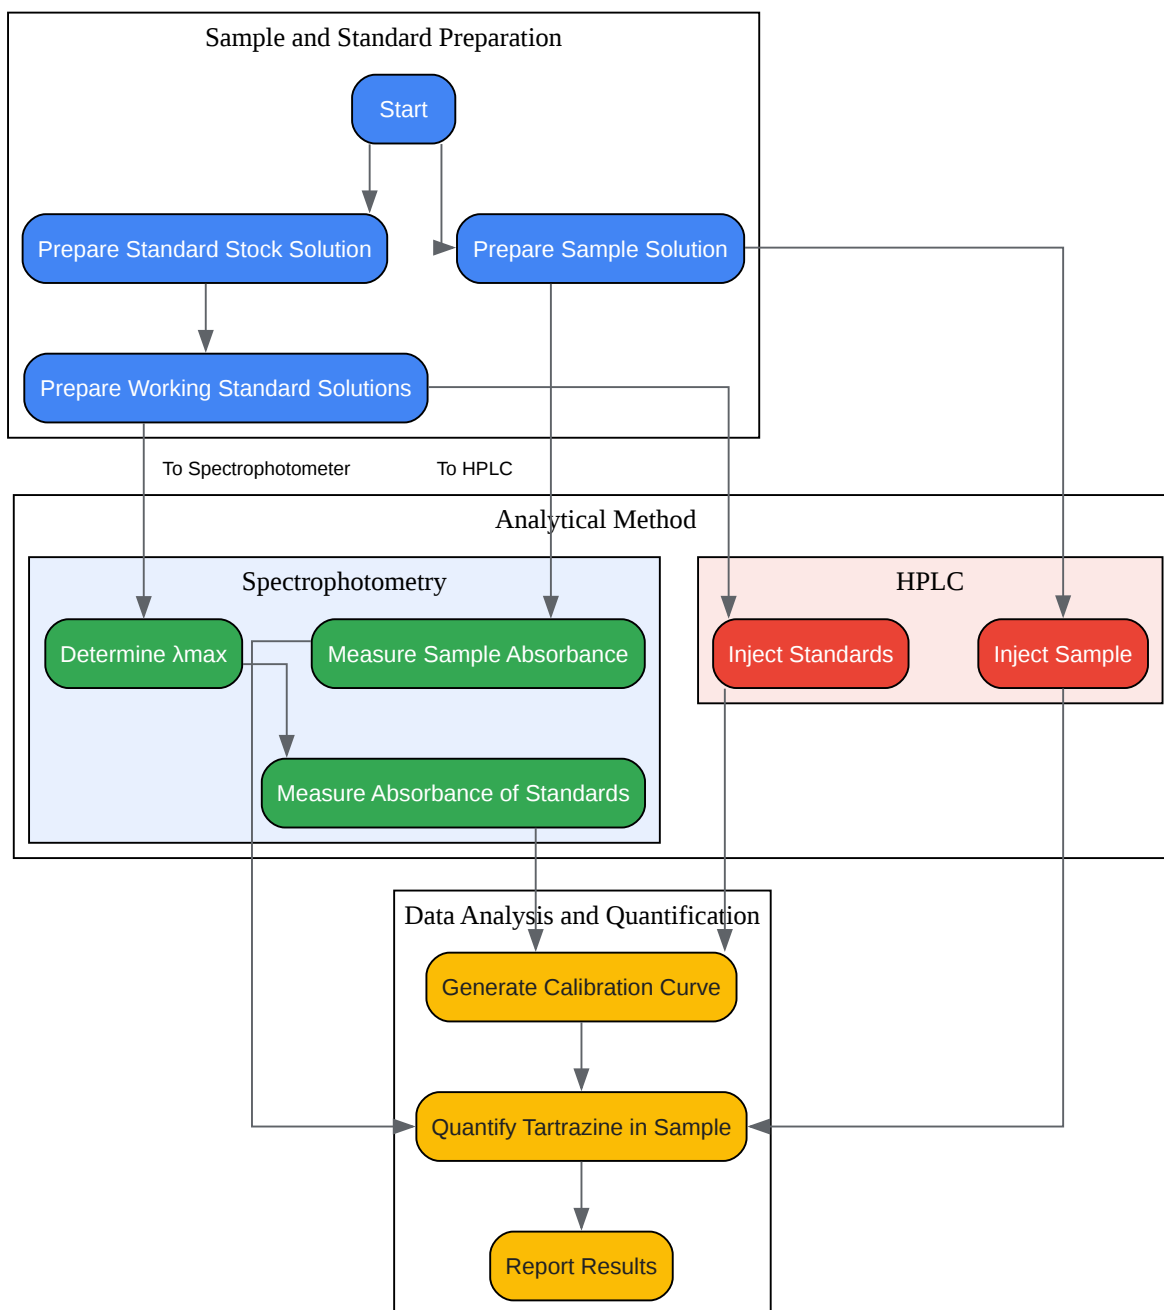 Sample and Standard Preparation
Start
Prepare Standard Stock Solution
Prepare Sample Solution
Prepare Working Standard Solutions
To Spectrophotometer
To HPLC
Analytical Method
Spectrophotometry
HPLC
Determine λmax
Measure Sample Absorbance
Inject Standards
Inject Sample
Measure Absorbance of Standards
Data Analysis and Quantification
Generate Calibration Curve
Quantify Tartrazine in Sample
Report Results